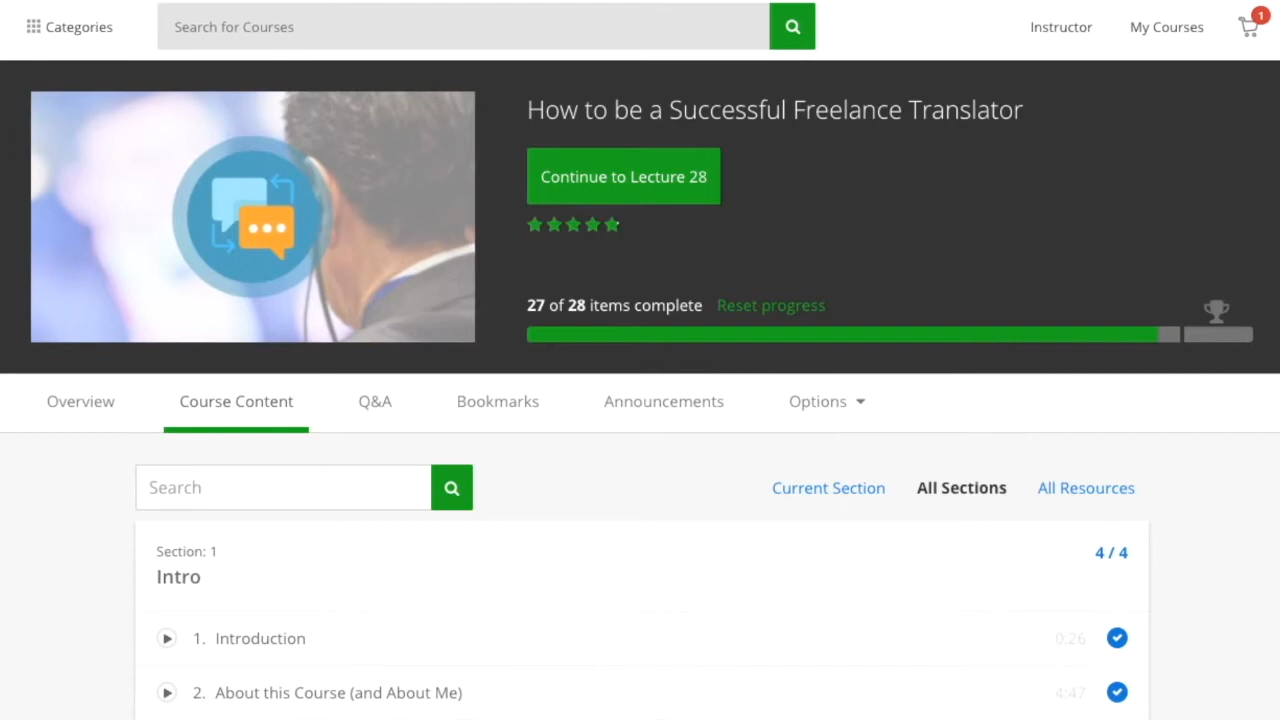 Categories
Search for Courses
Instructor
My Courses
1
How to be a Successful Freelance Translator
Continue to Lecture 28
27 of 28 items complete Reset progress
Overview
Course Content
Q&A
Bookmarks
Announcements
Options
Search
Current Section
All Sections
All Resources
Section: 1
4 / 4
Intro
1. Introduction 0:26
2. About this Course (and About Me) 4:47